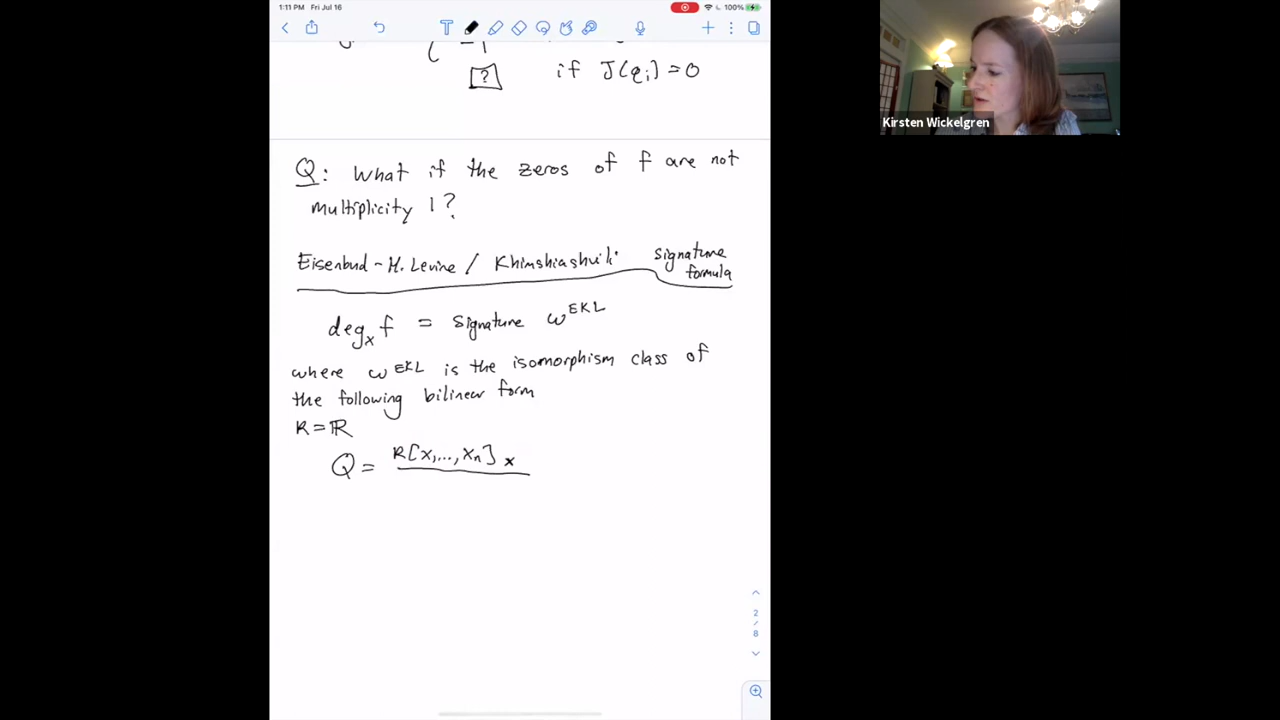 1:11 PM Fri Jul 16
100%
[?]
if J(q_i) = 0
Kirsten Wickelgren
Q: What if the zeros of f are not
multiplicity 1?
Eisenbud-H. Levine / Khimshiashvili signature
formula
deg_x f = signature ω^EKL
where ω^EKL is the isomorphism class of
the following bilinear form
k = ℝ
Q = k[x,...,x_n]_x
2
/
8